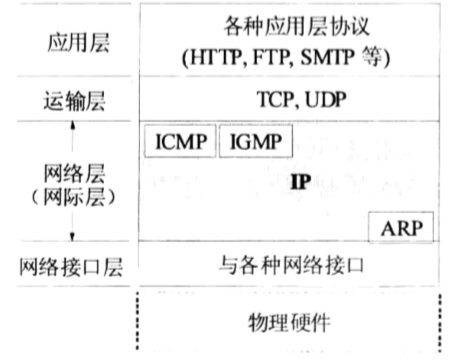 应用层
各种应用层协议
(HTTP, FTP, SMTP 等)
运输层
TCP, UDP
ICMP
IGMP
网络层
（网际层）
IP
ARP
网络接口层
与各种网络接口
物理硬件